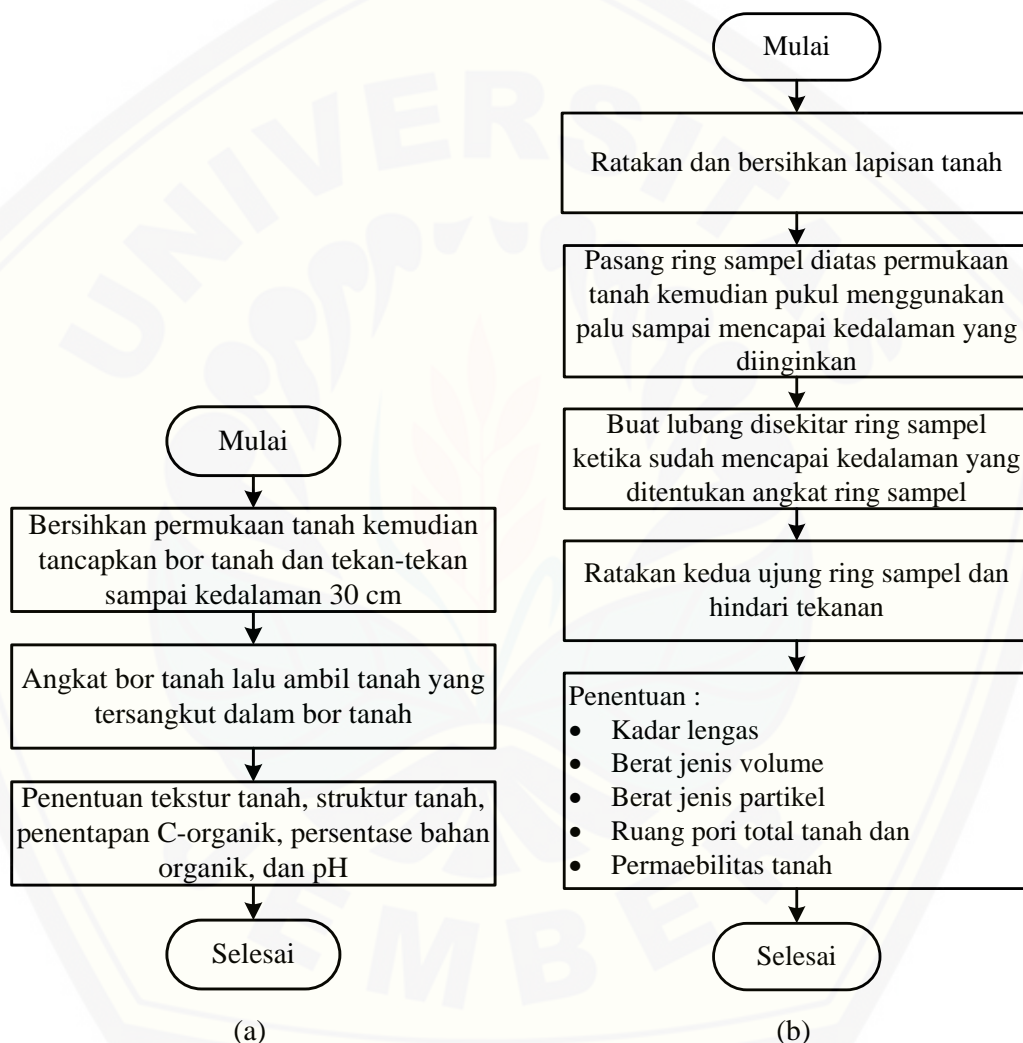 Mulai
Bersihkan permukaan tanah kemudian
tancapkan bor tanah dan tekan-tekan
sampai kedalaman 30 cm
Angkat bor tanah lalu ambil tanah yang
tersangkut dalam bor tanah
Penentuan tekstur tanah, struktur tanah,
penentapan C-organik, persentase bahan
organik, dan pH
Selesai
(a)
Mulai
Ratakan dan bersihkan lapisan tanah
Pasang ring sampel diatas permukaan
tanah kemudian pukul menggunakan
palu sampai mencapai kedalaman yang
diinginkan
Buat lubang disekitar ring sampel
ketika sudah mencapai kedalaman yang
ditentukan angkat ring sampel
Ratakan kedua ujung ring sampel dan
hindari tekanan
Penentuan :
• Kadar lengas
• Berat jenis volume
• Berat jenis partikel
• Ruang pori total tanah dan
• Permaebilitas tanah
Selesai
(b)
UNIVERSITA
EMBE